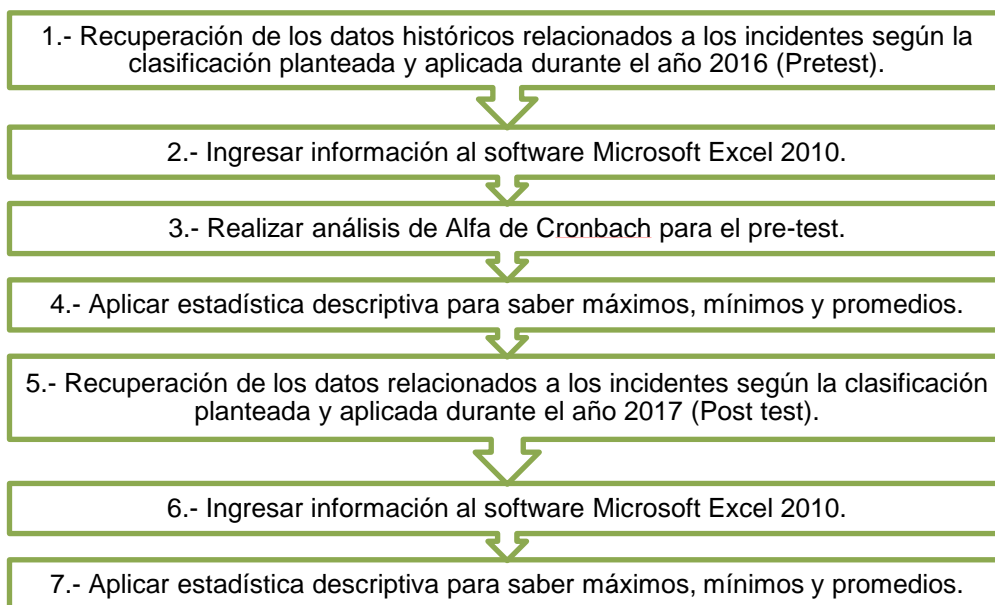 1.- Recuperación de los datos históricos relacionados a los incidentes según la
clasificación planteada y aplicada durante el año 2016 (Pretest).
2.- Ingresar información al software Microsoft Excel 2010.
3.- Realizar análisis de Alfa de Cronbach para el pre-test.
4.- Aplicar estadística descriptiva para saber máximos, mínimos y promedios.
5.- Recuperación de los datos relacionados a los incidentes según la clasificación
planteada y aplicada durante el año 2017 (Post test).
6.- Ingresar información al software Microsoft Excel 2010.
7.- Aplicar estadística descriptiva para saber máximos, mínimos y promedios.